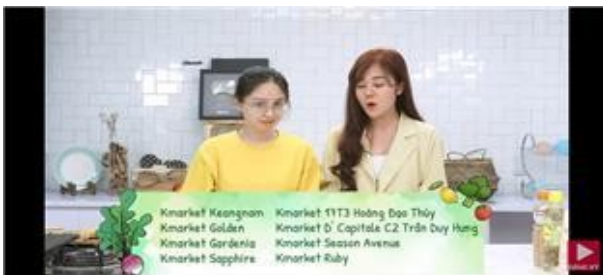 Kmarket Keangnam Kmarket 17T3 Hoàng Đạo Thúy
Kmarket Golden Kmarket D' Capitale C2 Trần Duy Hưng
Kmarket Gardenia Kmarket Season Avenue
Kmarket Sapphire Kmarket Ruby